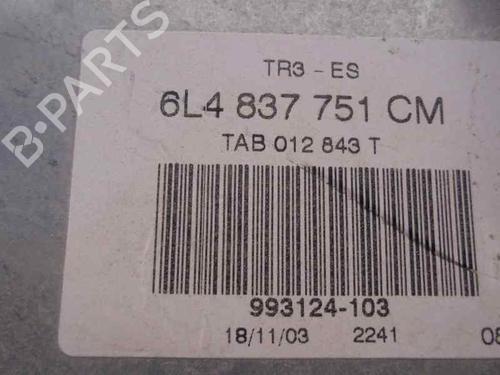 TR3 - ES
6L4 837 751 CM
TAB 012 843 T
993124-103
18/11/03 2241 08
B-PARTS